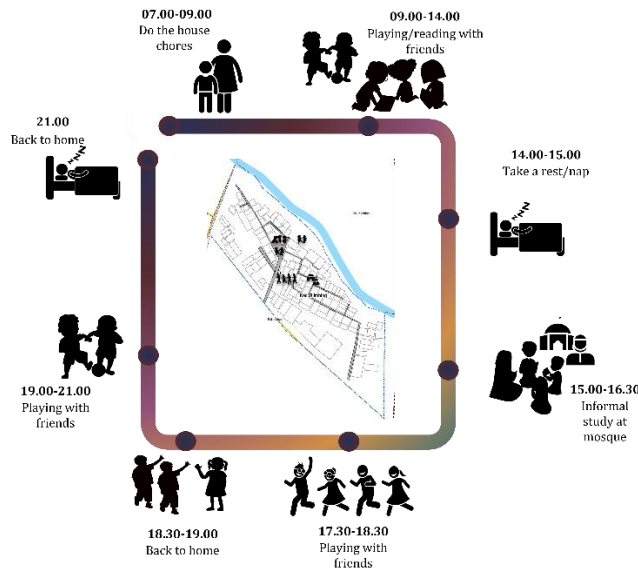 07.00-09.00
Do the house
chores
09.00-14.00
Playing/reading with
friends
14.00-15.00
Take a rest/nap
15.00-16.30
Informal
study at
mosque
17.30-18.30
Playing with
friends
18.30-19.00
Back to home
19.00-21.00
Playing with
friends
21.00
Back to home
ZZZ
ZZZ